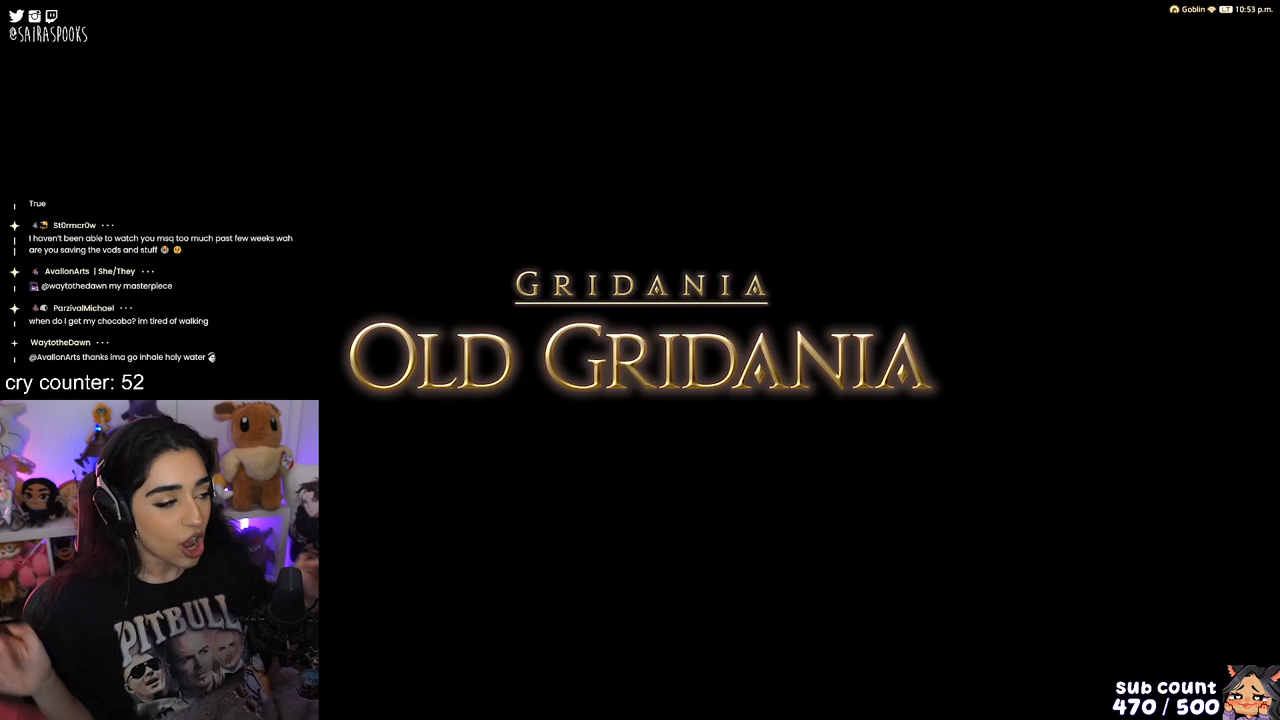 @SAIRASPOOKS
Goblin LT 10:53 p.m.
True
St0rmcr0w
I haven't been able to watch you msq too much past few weeks wah
are you saving the vods and stuff
AvallonArts | She/They
@waytothedawn my masterpiece
ParzivalMichael
when do I get my chocobo? im tired of walking
WaytotheDawn
@AvallonArts thanks ima go inhale holy water
cry counter: 52
GRIDANIA
OLD GRIDANIA
PITBULL
sub count
470 / 500